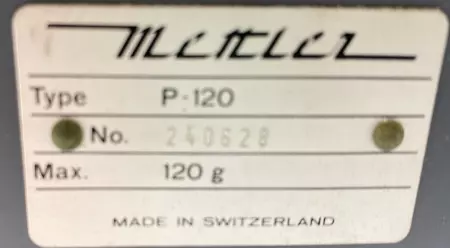 Mettler
Type P-120
No. 240628
Max. 120 g
MADE IN SWITZERLAND